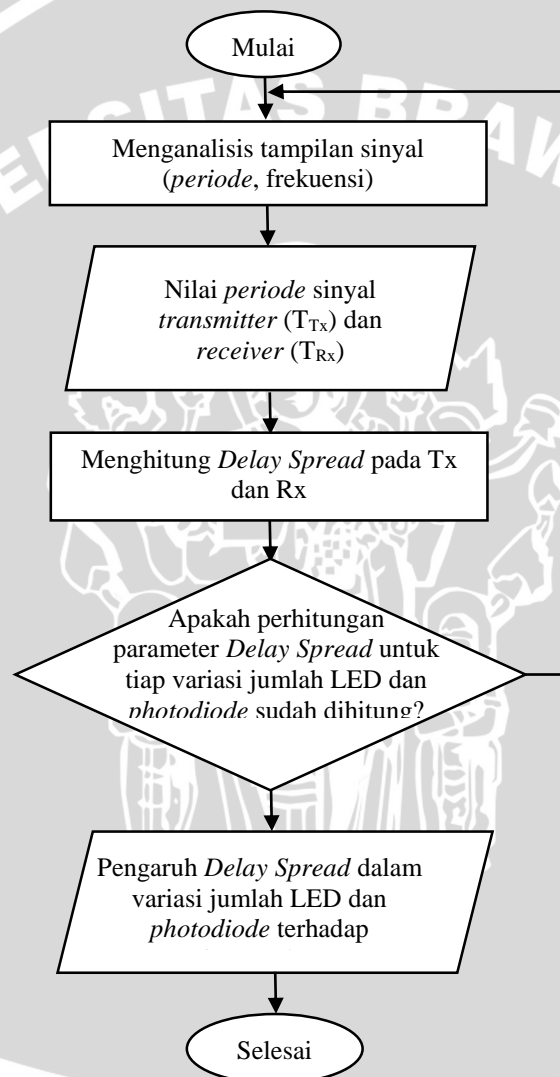 Mulai
ERSITAS BRAW
Menganalisis tampilan sinyal
(periode, frekuensi)
Nilai periode sinyal
transmitter (TTx) dan
receiver (TRx)
Menghitung Delay Spread pada Tx
dan Rx
Apakah perhitungan
parameter Delay Spread untuk
tiap variasi jumlah LED dan
photodiode sudah dihitung?
Pengaruh Delay Spread dalam
variasi jumlah LED dan
photodiode terhadap
Selesai